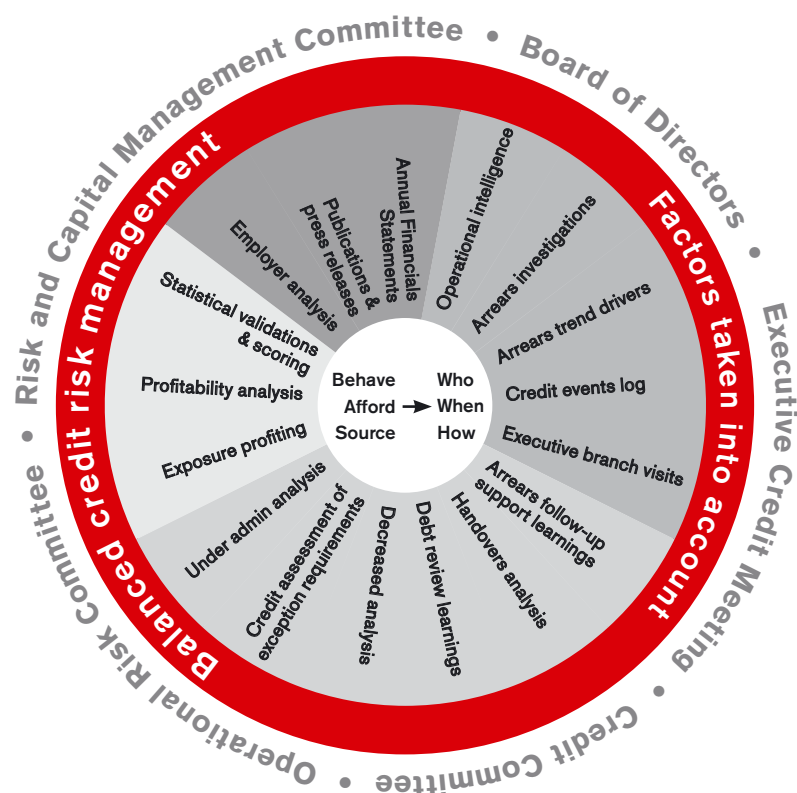 Risk and Capital Management Committee • Board of Directors • Executive Credit Meeting • Credit Committee • Operational Risk Committee •
Balanced credit risk management
Factors taken into account
Annual Financials
Statements
Operational intelligence
Arrears investigations
Arrears trend drivers
Credit events log
Executive branch visits
Arrears follow-up
support learnings
Handovers analysis
Debt review learnings
Decreased analysis
Credit assessment of
exception requirements
Under admin analysis
Exposure profiting
Profitability analysis
Statistical validations
& scoring
Employer analysis
Publications &
press releases
Behave
Afford
Source
Who
When
How